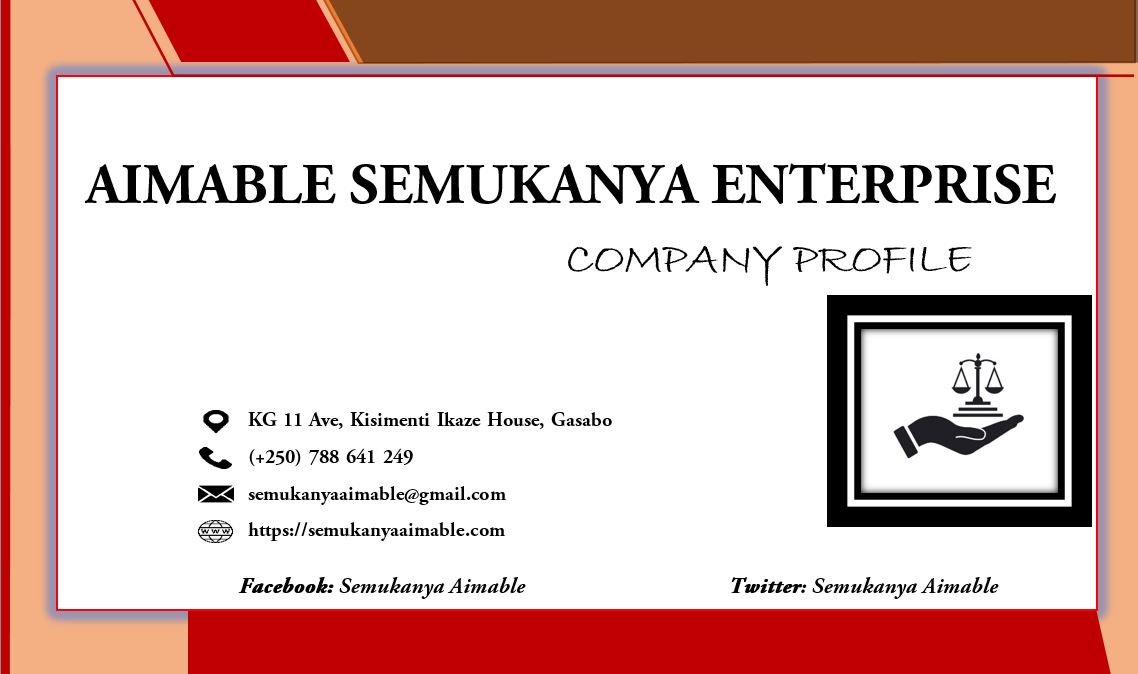 AIMABLE SEMUKANYA ENTERPRISE
COMPANY PROFILE
KG 11 Ave, Kisimenti Ikaze House, Gasabo
(+250) 788 641 249
semukanyaaimable@gmail.com
www https://semukanyaaimable.com
Facebook: Semukanya Aimable
Twitter: Semukanya Aimable